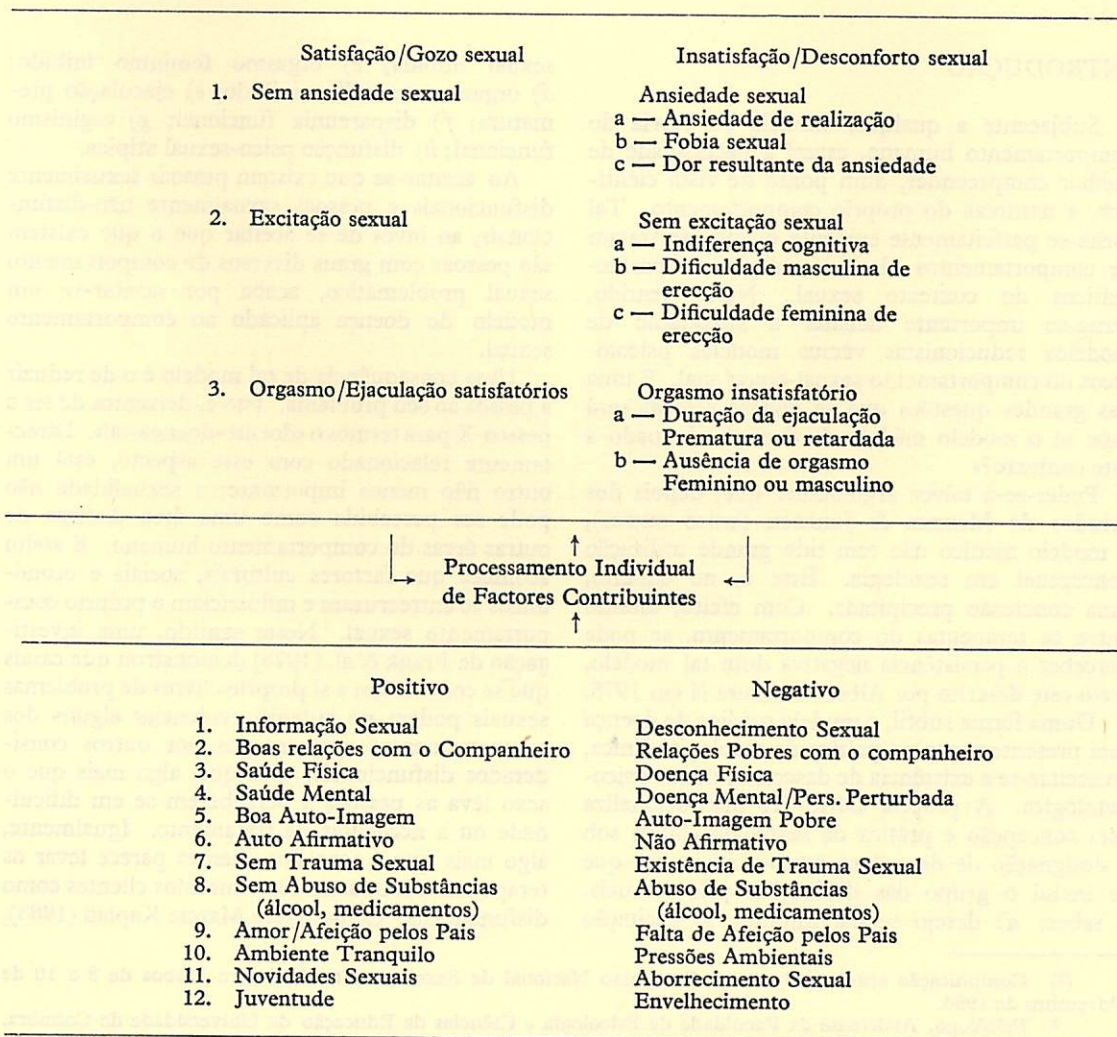 Satisfação/Gozo sexual
1. Sem ansiedade sexual
2. Excitação sexual
3. Orgasmo/Ejaculação satisfatórios
Insatisfação/Desconforto sexual
Ansiedade sexual
a — Ansiedade de realização
b — Fobia sexual
c — Dor resultante da ansiedade
Sem excitação sexual
a — Indiferença cognitiva
b — Dificuldade masculina de
erecção
c — Dificuldade feminina de
erecção
Orgasmo insatisfatório
a — Duração da ejaculação
Prematura ou retardada
b — Ausência de orgasmo
Feminino ou masculino
Processamento Individual
de Factores Contribuintes
Positivo
1. Informação Sexual
2. Boas relações com o Companheiro
3. Saúde Física
4. Saúde Mental
5. Boa Auto-Imagem
6. Auto Afirmativo
7. Sem Trauma Sexual
8. Sem Abuso de Substâncias
(álcool, medicamentos)
9. Amor/Afeição pelos Pais
10. Ambiente Tranquilo
11. Novidades Sexuais
12. Juventude
Negativo
Desconhecimento Sexual
Relações Pobres com o companheiro
Doença Física
Doença Mental/Pers. Perturbada
Auto-Imagem Pobre
Não Afirmativo
Existência de Trauma Sexual
Abuso de Substâncias
(álcool, medicamentos)
Falta de Afeição pelos Pais
Pressões Ambientais
Aborrecimento Sexual
Envelhecimento